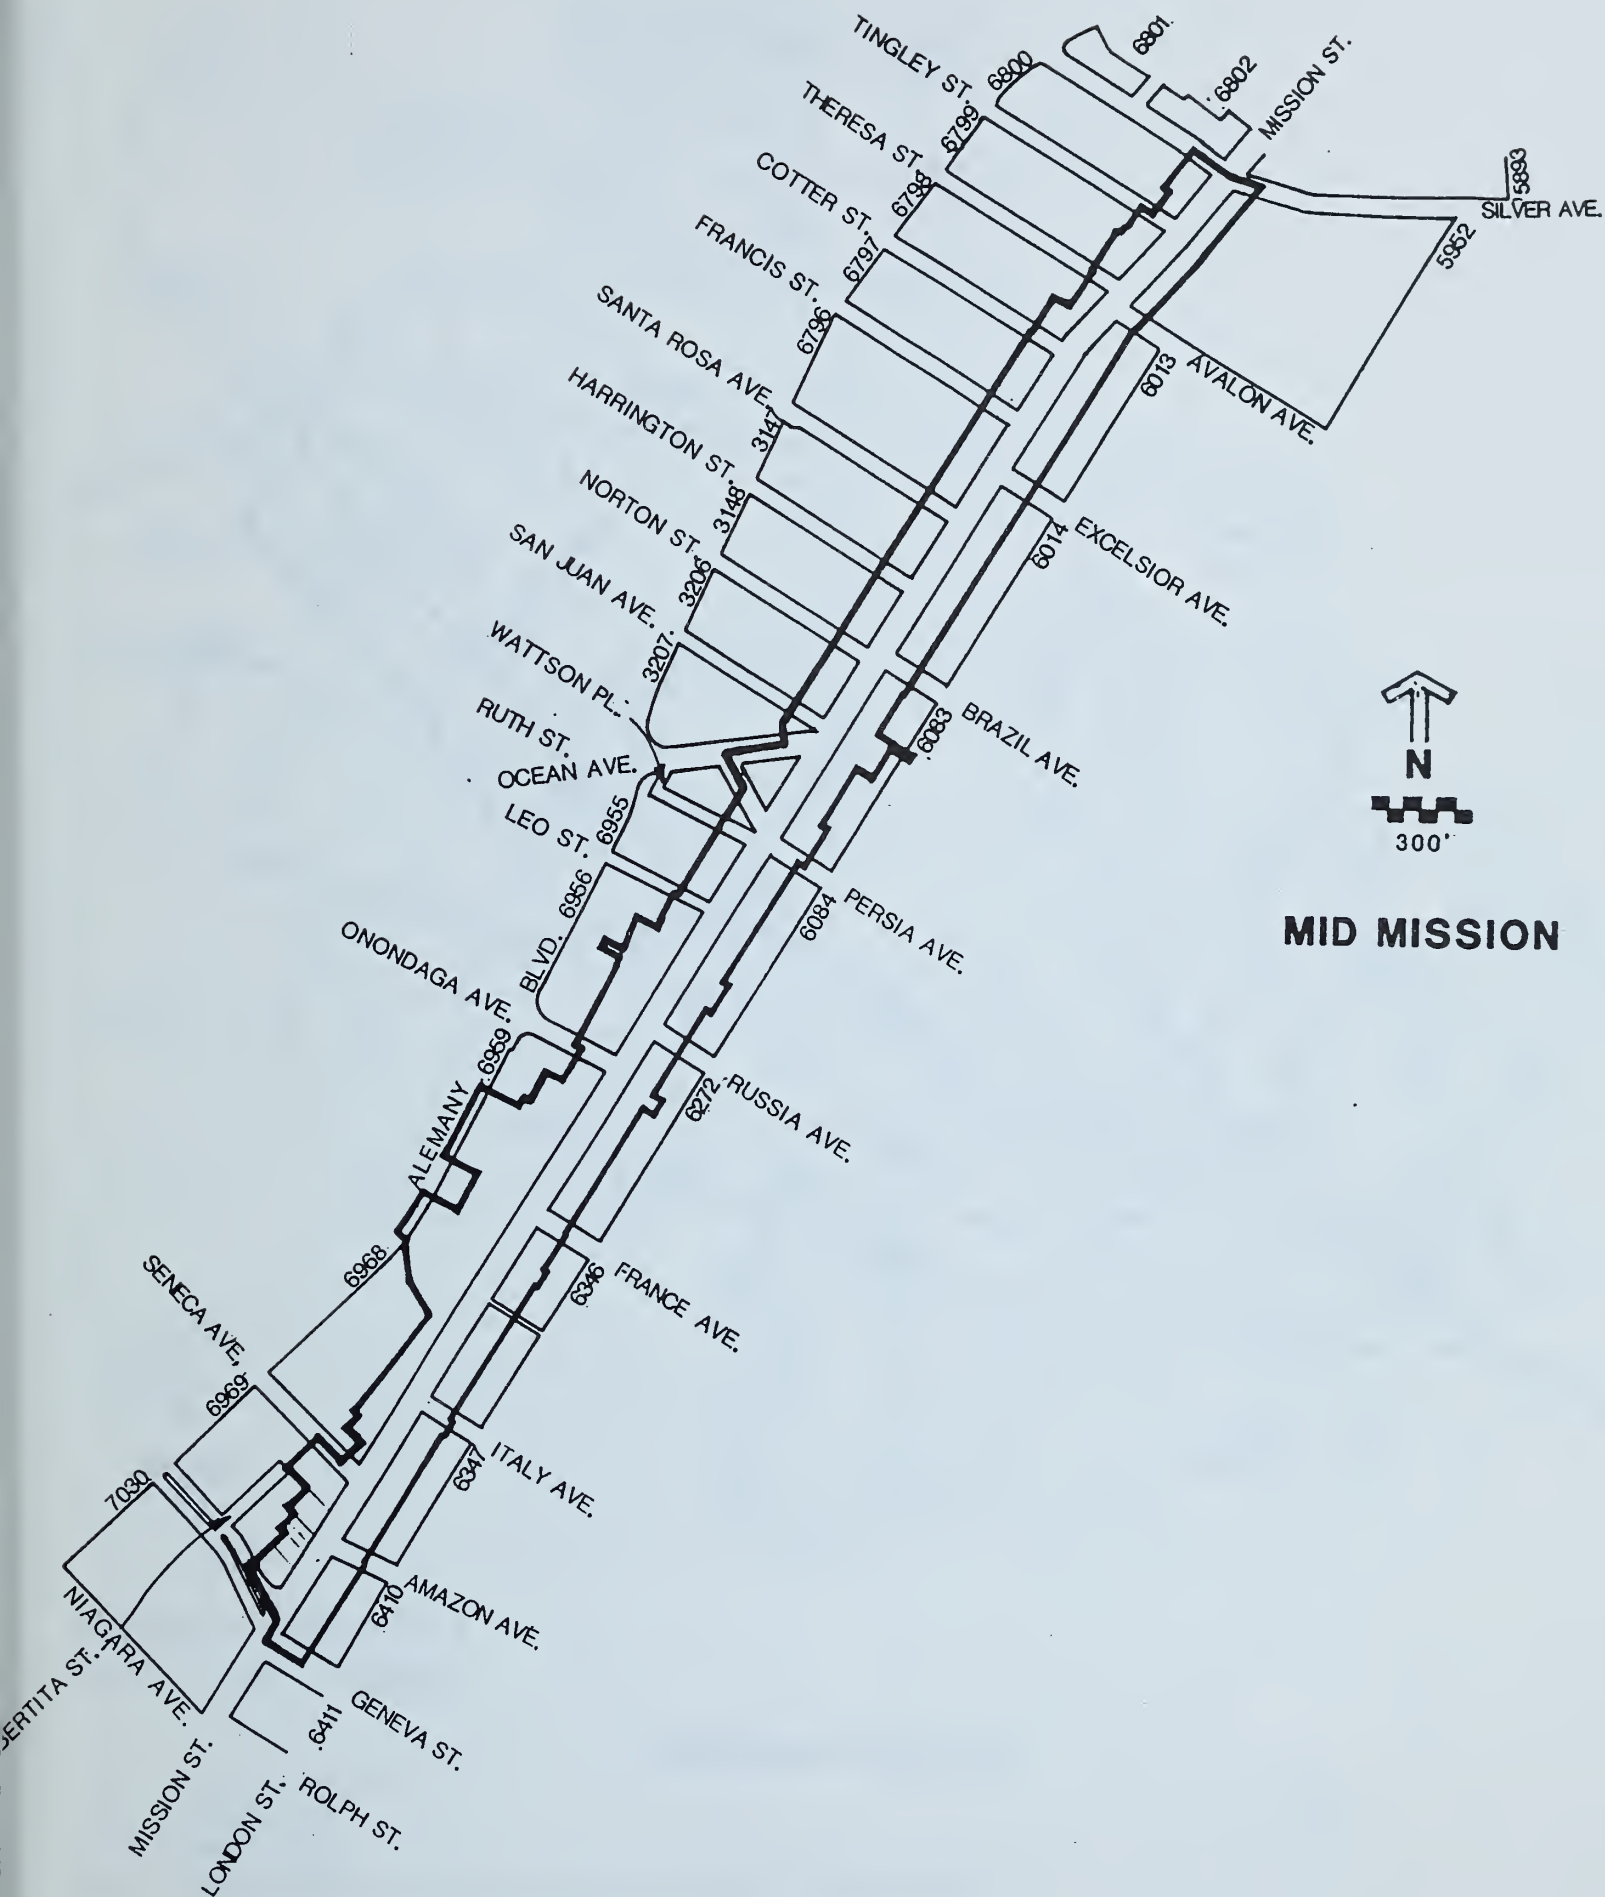 TINGLEY ST.
6800
6801
6802
MISSION ST.
THERESA ST.
6799
COTTER ST.
6798
5893
SILVER AVE.
5952
FRANCIS ST.
6797
SANTA ROSA AVE.
6796
AVALON AVE.
6013
HARRINGTON ST.
3147
NORTON ST.
3148
EXCELSIOR AVE.
6014
SAN JUAN AVE.
3206
WATTSON PL.
3207
RUTH ST.
OCEAN AVE.
BRAZIL AVE.
6083
N
300'
LEO ST.
6955
MID MISSION
6956
BLVD.
PERSIA AVE.
6084
ONONDAGA AVE.
6959
ALEMANY
RUSSIA AVE.
6272
SENECA AVE.
6968
FRANCE AVE.
6346
6969
ITALY AVE.
6347
7030
NIAGARA AVE.
AMAZON AVE.
6410
ST.
GENEVA ST.
6411
MISSION ST.
LONDON ST.
ROLPH ST.